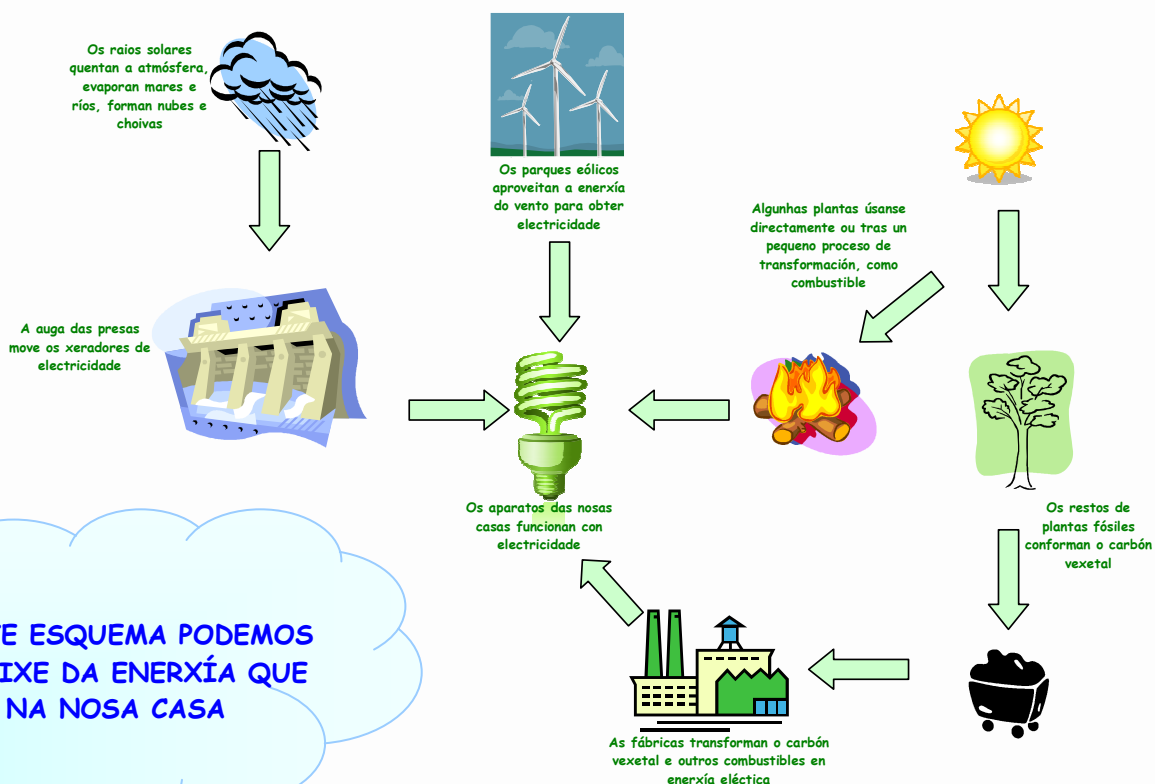 Os raios solares
quentan a atmósfera,
evaporan mares e
ríos, forman nubes e
choivas
Os parques eólicos
aproveitan a enerxía
do vento para obter
electricidade
Algunhas plantas úsanse
directamente ou tras un
pequeno proceso de
transformación, como
combustible
A auga das presas
move os xeradores de
electricidade
Os aparatos das nosas
casas funcionan con
electricidade
Os restos de
plantas fósiles
conforman o carbón
vexetal
ESQUEMA PODEMOS
DA ENERXÍA QUE
NA NOSA CASA
As fábricas transforman o carbón
vexetal e outros combustibles en
enerxía eléctica